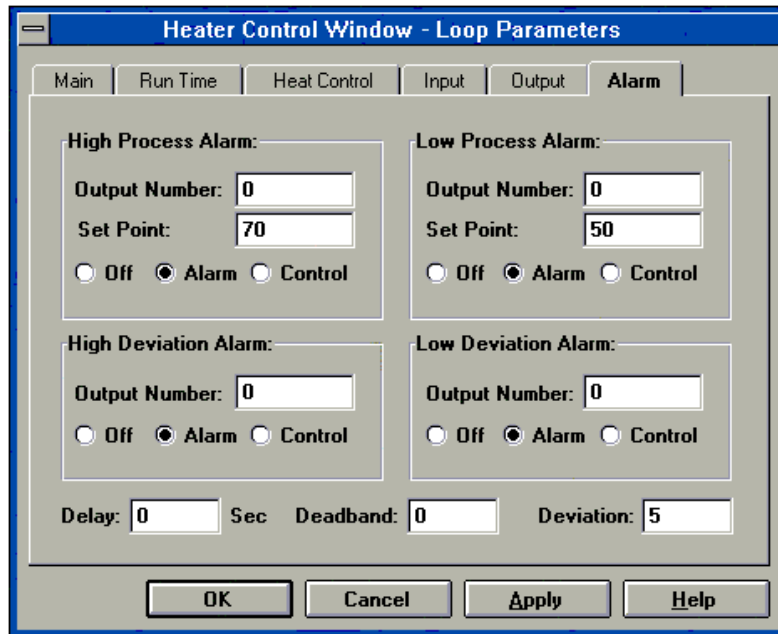 Heater Control Window - Loop Parameters
Main Run Time Heat Control Input Output Alarm
High Process Alarm:
Output Number: 0
Set Point: 70
Off Alarm Control
Low Process Alarm:
Output Number: 0
Set Point: 50
Off Alarm Control
High Deviation Alarm:
Output Number: 0
Off Alarm Control
Low Deviation Alarm:
Output Number: 0
Off Alarm Control
Delay: 0 Sec Deadband: 0 Deviation: 5
OK Cancel Apply Help